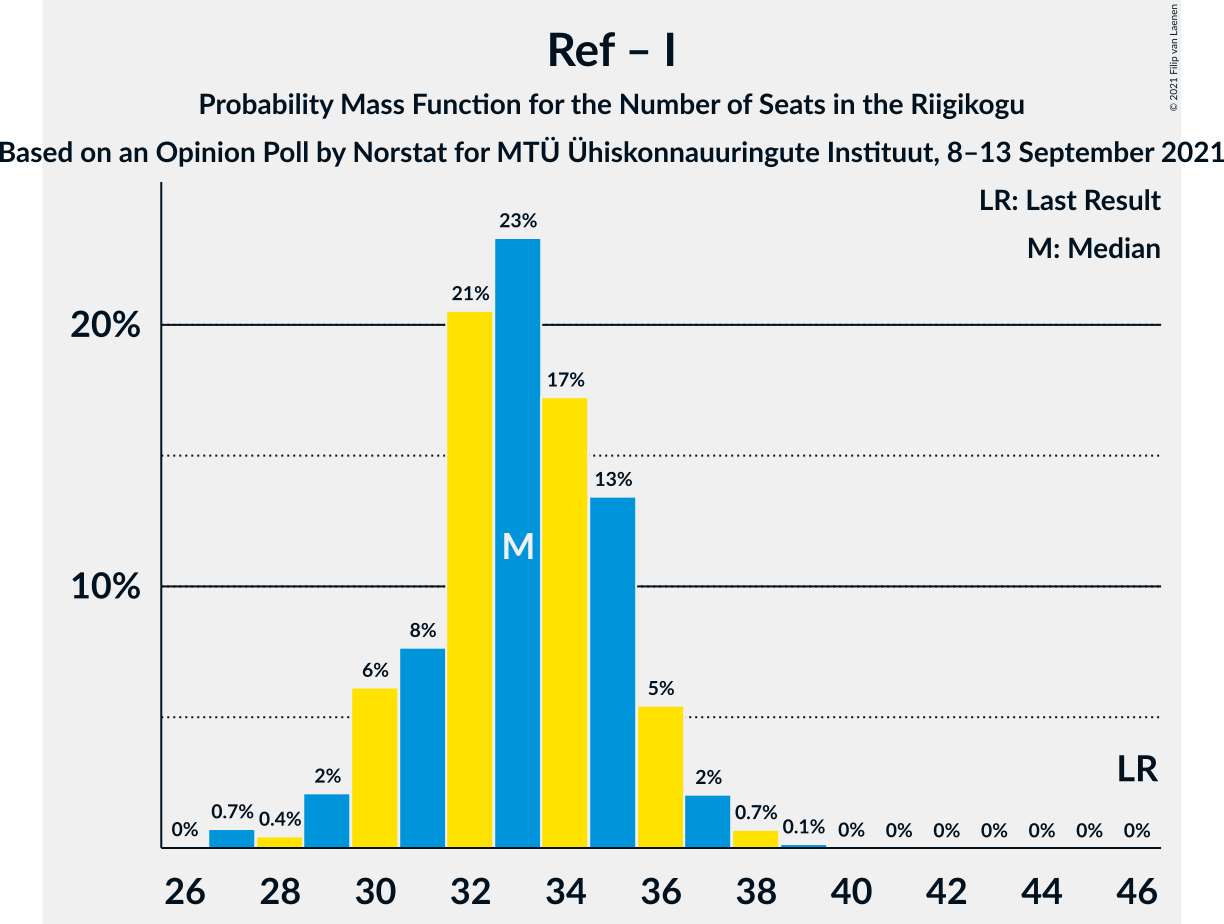 Ref – I
Probability Mass Function for the Number of Seats in the Riigikogu
Based on an Opinion Poll by Norstat for MTÜ Ühiskonnauuringute Instituut, 8–13 September 2021
© 2021 Filip van Laenen
LR: Last Result
M: Median
23%
21%
20%
17%
13%
M
10%
8%
6%
5%
LR
2%
2%
0% 0.7% 0.4% 0.7% 0.1% 0% 0% 0% 0% 0% 0% 0%
26 28 30 32 34 36 38 40 42 44 46